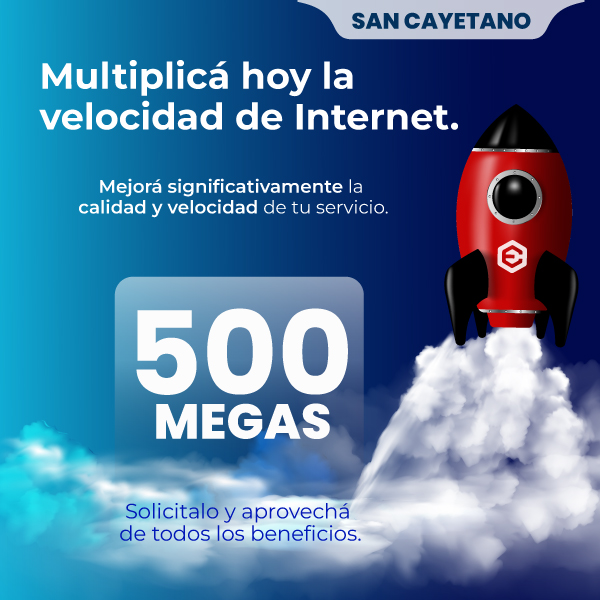 SAN CAYETANO
Multiplicá hoy la
velocidad de Internet.
Mejorá significativamente la
calidad y velocidad de tu servicio.
500
MEGAS
Solicitalo y aprovechá
de todos los beneficios.